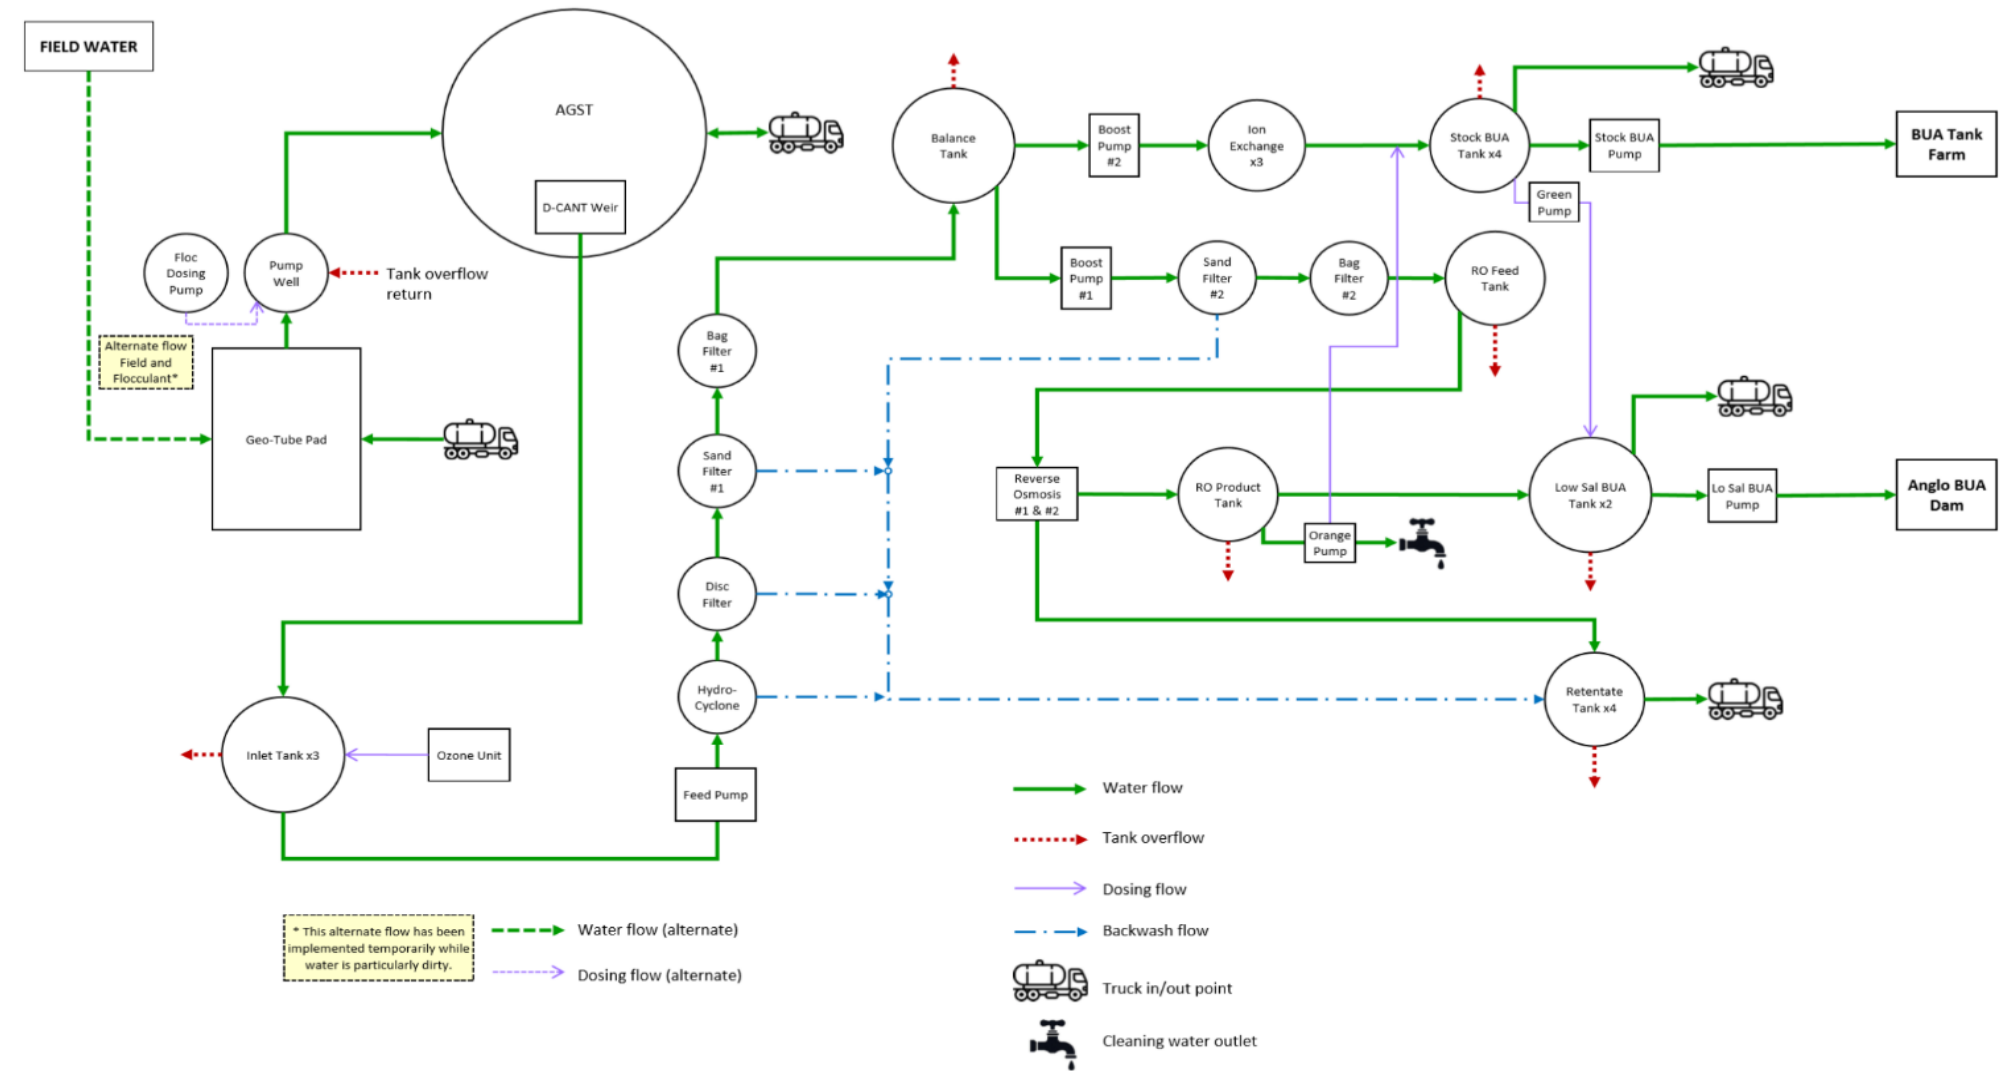 FIELD WATER
AGST
D-CANT Weir
Floc
Dosing
Pump
Pump
Well
Tank overflow
return
Alternate flow
Field and
Flocculant*
Geo-Tube Pad
Inlet Tank x3
Ozone Unit
Feed Pump
Hydro-
Cyclone
Disc
Filter
Sand
Filter
#1
Bag
Filter
#1
Balance
Tank
Boost
Pump
#2
Ion
Exchange
x3
Stock BUA
Tank x4
Stock BUA
Pump
BUA Tank
Farm
Green
Pump
Boost
Pump
#1
Sand
Filter
#2
Bag
Filter
#2
RO Feed
Tank
Reverse
Osmosis
#1 & #2
RO Product
Tank
Orange
Pump
Low Sal BUA
Tank x2
Lo Sal BUA
Pump
Anglo BUA
Dam
Retentate
Tank x4
* This alternate flow has been
implemented temporarily while
water is particularly dirty.
Water flow (alternate)
Dosing flow (alternate)
Water flow
Tank overflow
Dosing flow
Backwash flow
Truck in/out point
Cleaning water outlet